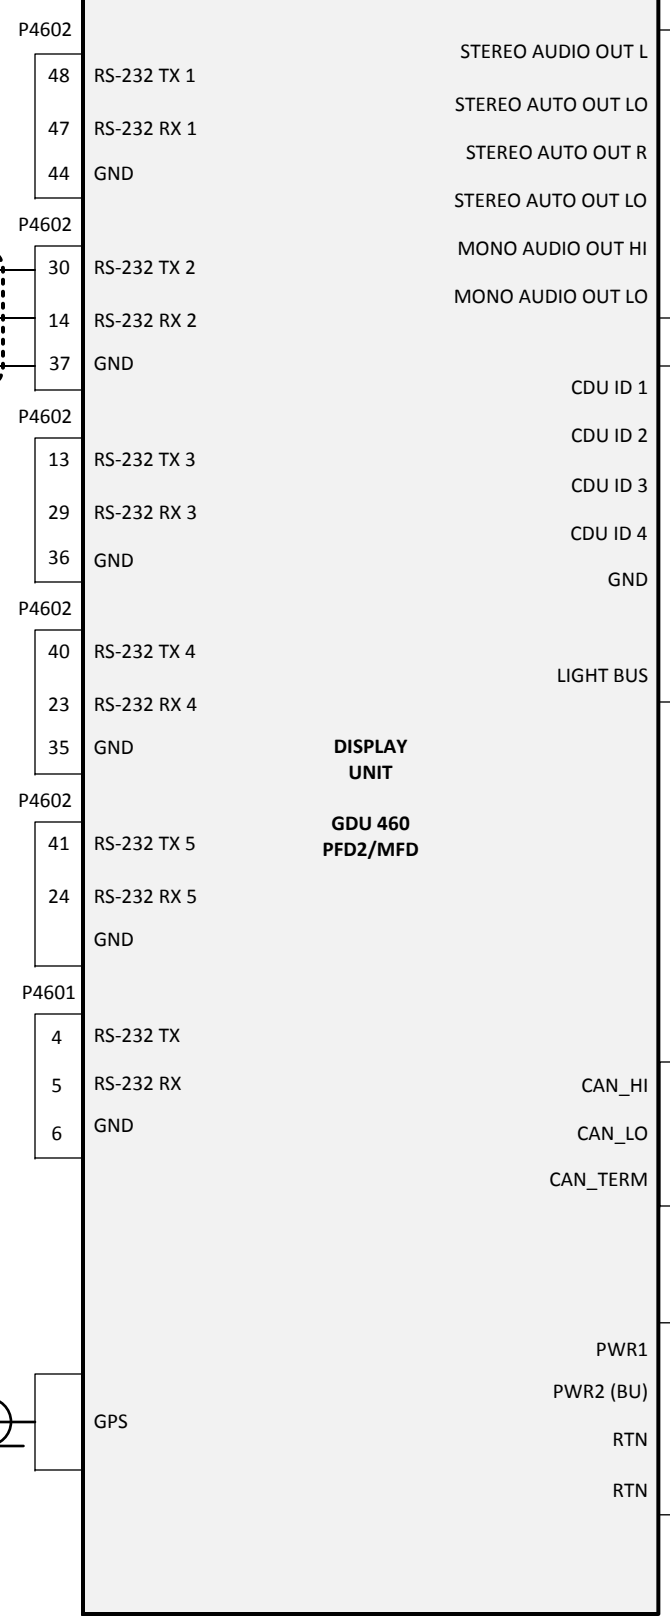 P4602
48 RS-232 TX 1
47 RS-232 RX 1
44 GND
P4602
30 RS-232 TX 2
14 RS-232 RX 2
37 GND
P4602
13 RS-232 TX 3
29 RS-232 RX 3
36 GND
P4602
40 RS-232 TX 4
23 RS-232 RX 4
35 GND
P4602
41 RS-232 TX 5
24 RS-232 RX 5
GND
P4601
4 RS-232 TX
5 RS-232 RX
6 GND
GPS
DISPLAY
UNIT
GDU 460
PFD2/MFD
STEREO AUDIO OUT L
STEREO AUTO OUT LO
STEREO AUTO OUT R
STEREO AUTO OUT LO
MONO AUDIO OUT HI
MONO AUDIO OUT LO
CDU ID 1
CDU ID 2
CDU ID 3
CDU ID 4
GND
LIGHT BUS
CAN_HI
CAN_LO
CAN_TERM
PWR1
PWR2 (BU)
RTN
RTN